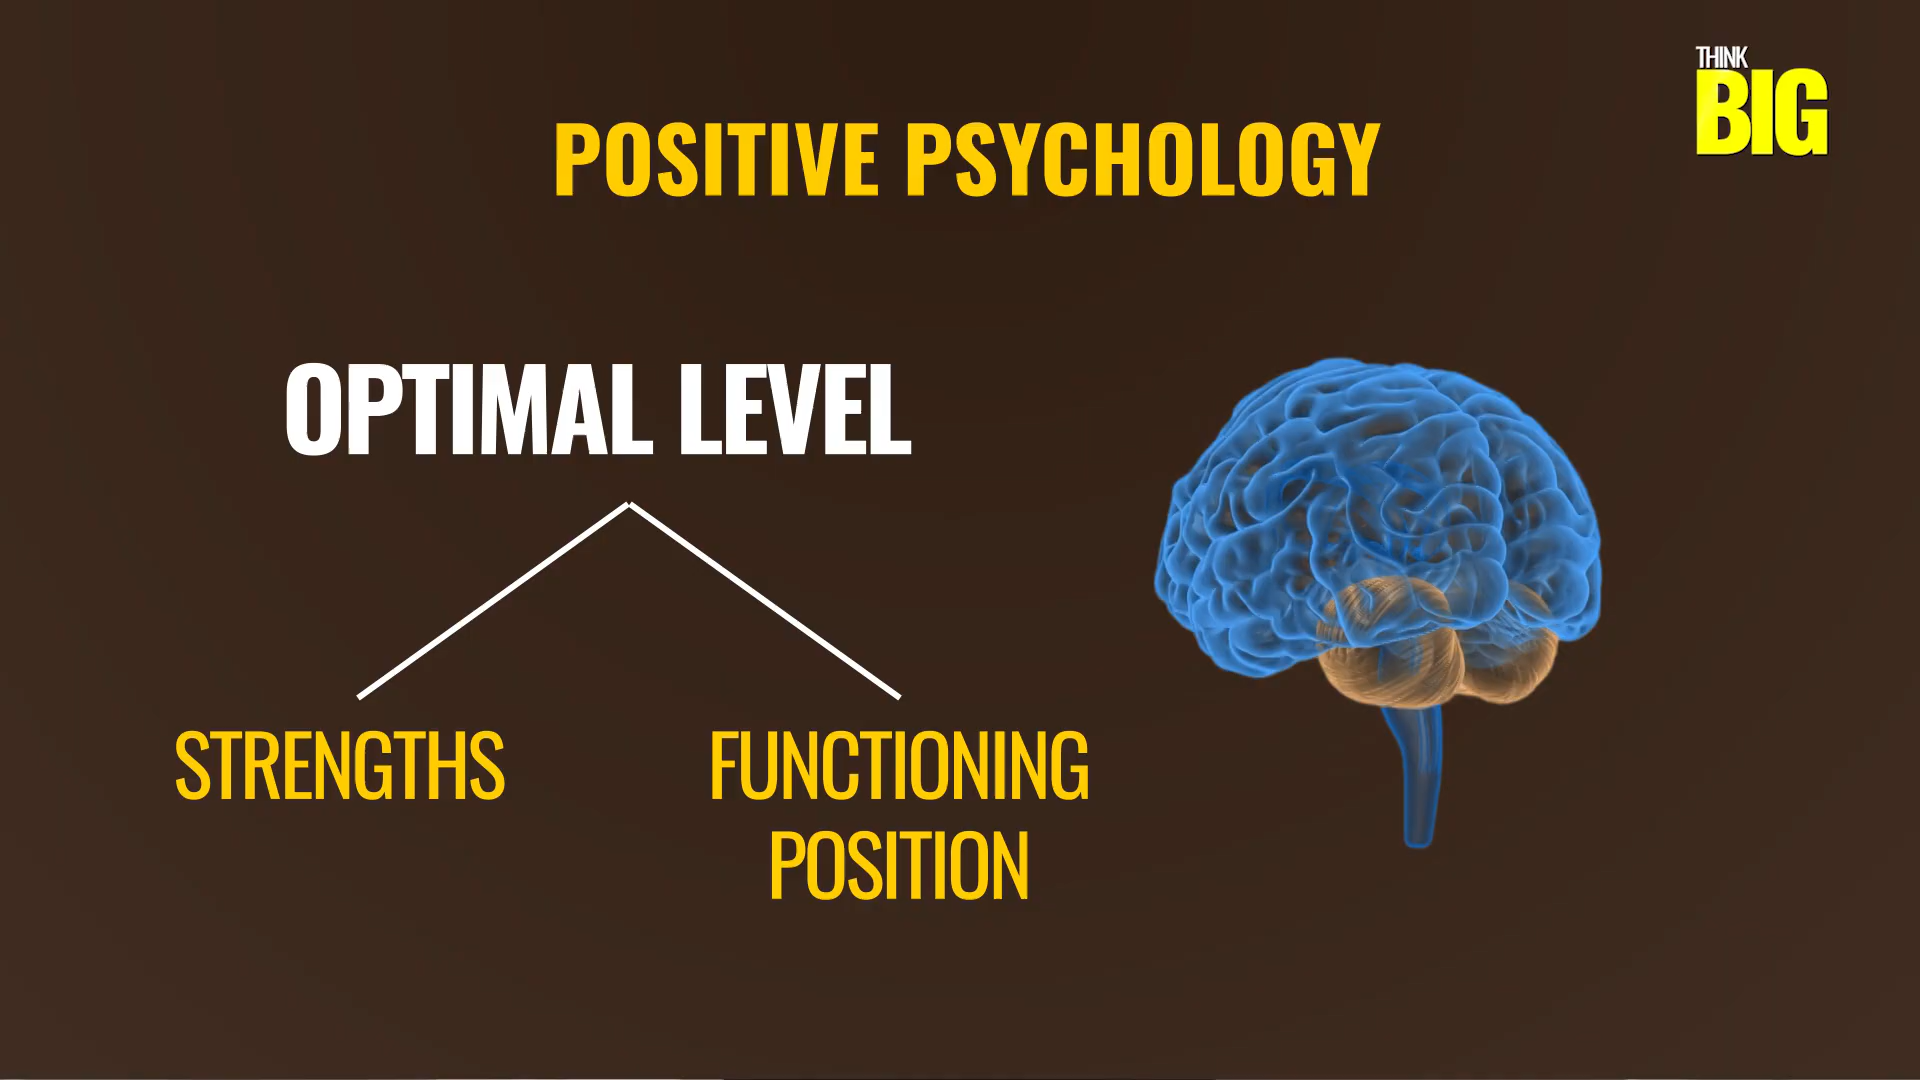 THINK
BIG
POSITIVE PSYCHOLOGY
OPTIMAL LEVEL
STRENGTHS
FUNCTIONING
POSITION